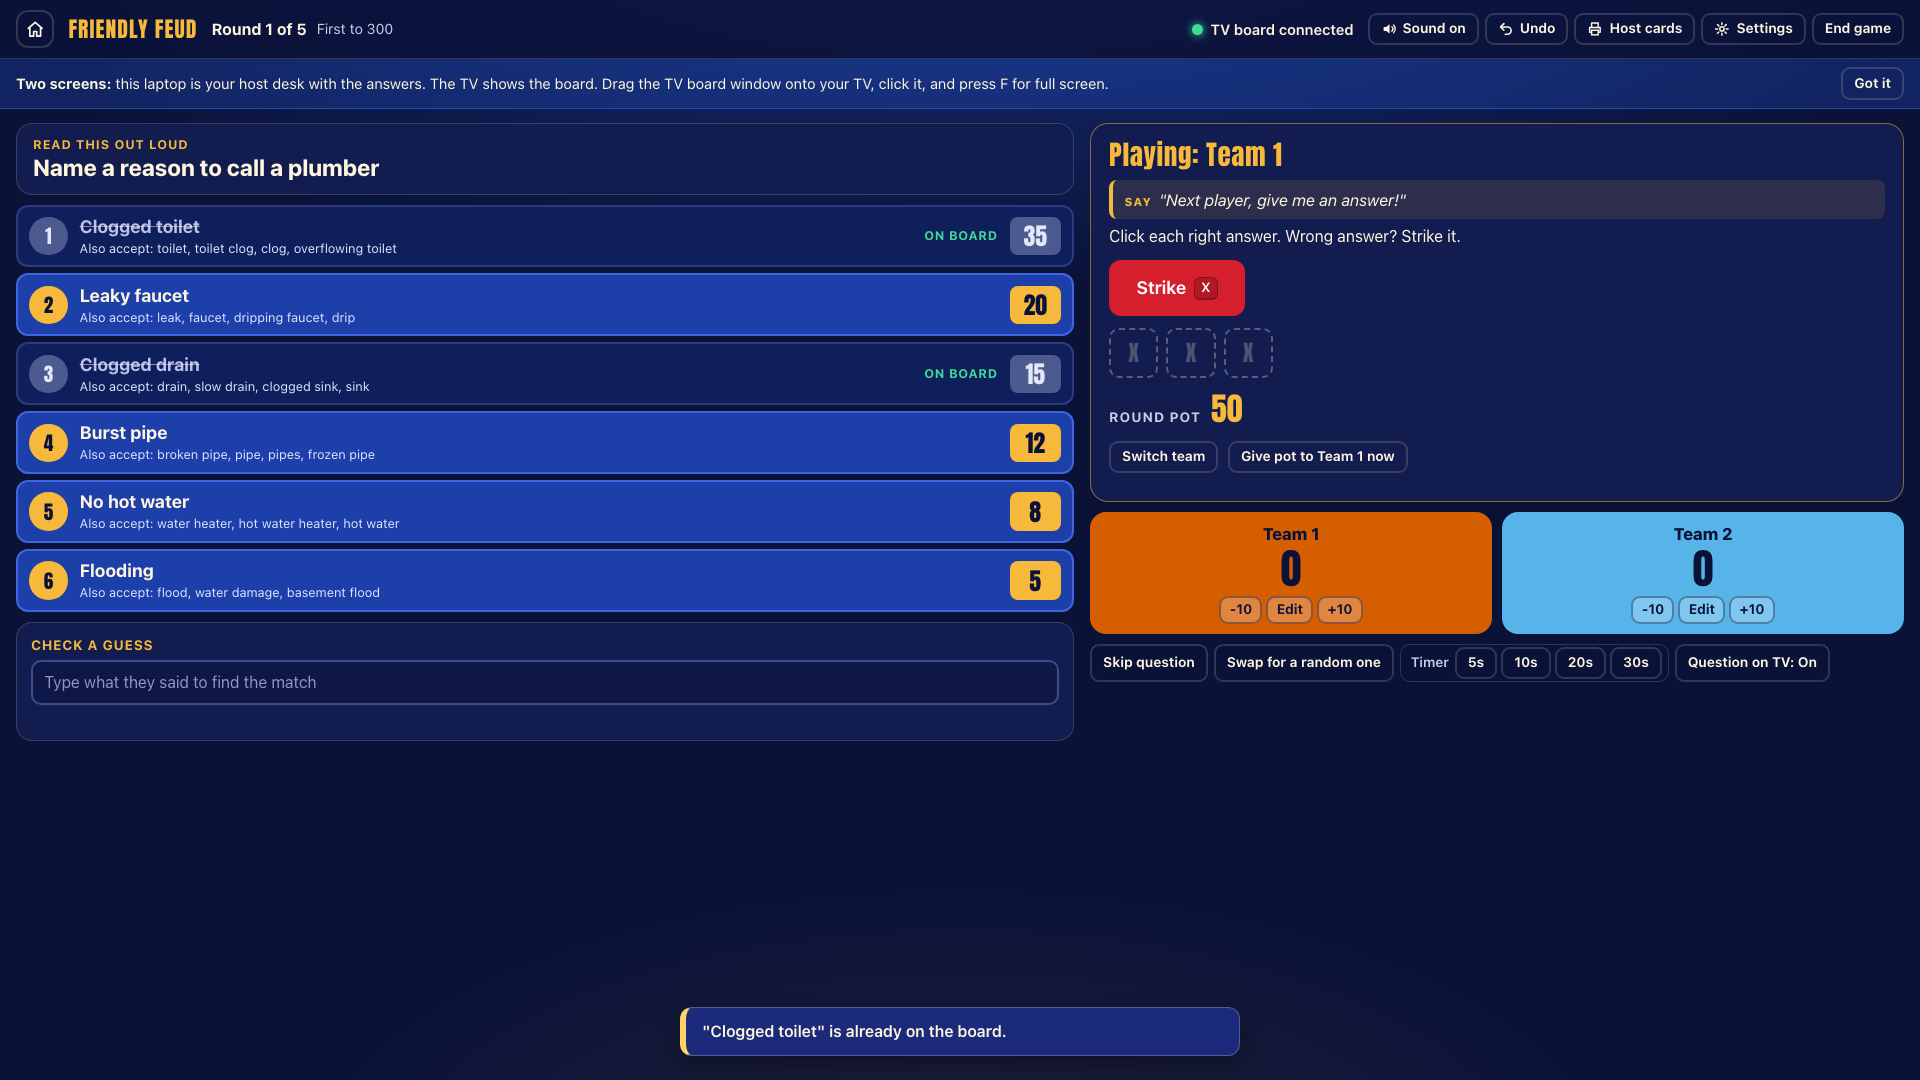 FRIENDLY FEUD Round 1 of 5 First to 300 TV board connected Sound on Undo Host cards Settings End game
Two screens: this laptop is your host desk with the answers. The TV shows the board. Drag the TV board window onto your TV, click it, and press F for full screen. Got it
READ THIS OUT LOUD
Name a reason to call a plumber
1 Clogged toilet ON BOARD 35
Also accept: toilet, toilet clog, clog, overflowing toilet
2 Leaky faucet 20
Also accept: leak, faucet, dripping faucet, drip
3 Clogged drain ON BOARD 15
Also accept: drain, slow drain, clogged sink, sink
4 Burst pipe 12
Also accept: broken pipe, pipe, pipes, frozen pipe
5 No hot water 8
Also accept: water heater, hot water heater, hot water
6 Flooding 5
Also accept: flood, water damage, basement flood
CHECK A GUESS
Type what they said to find the match
Playing: Team 1
SAY "Next player, give me an answer!"
Click each right answer. Wrong answer? Strike it.
Strike X
X X X
ROUND POT 50
Switch team Give pot to Team 1 now
Team 1
0
-10 Edit +10
Team 2
0
-10 Edit +10
Skip question Swap for a random one Timer 5s 10s 20s 30s Question on TV: On
"Clogged toilet" is already on the board.